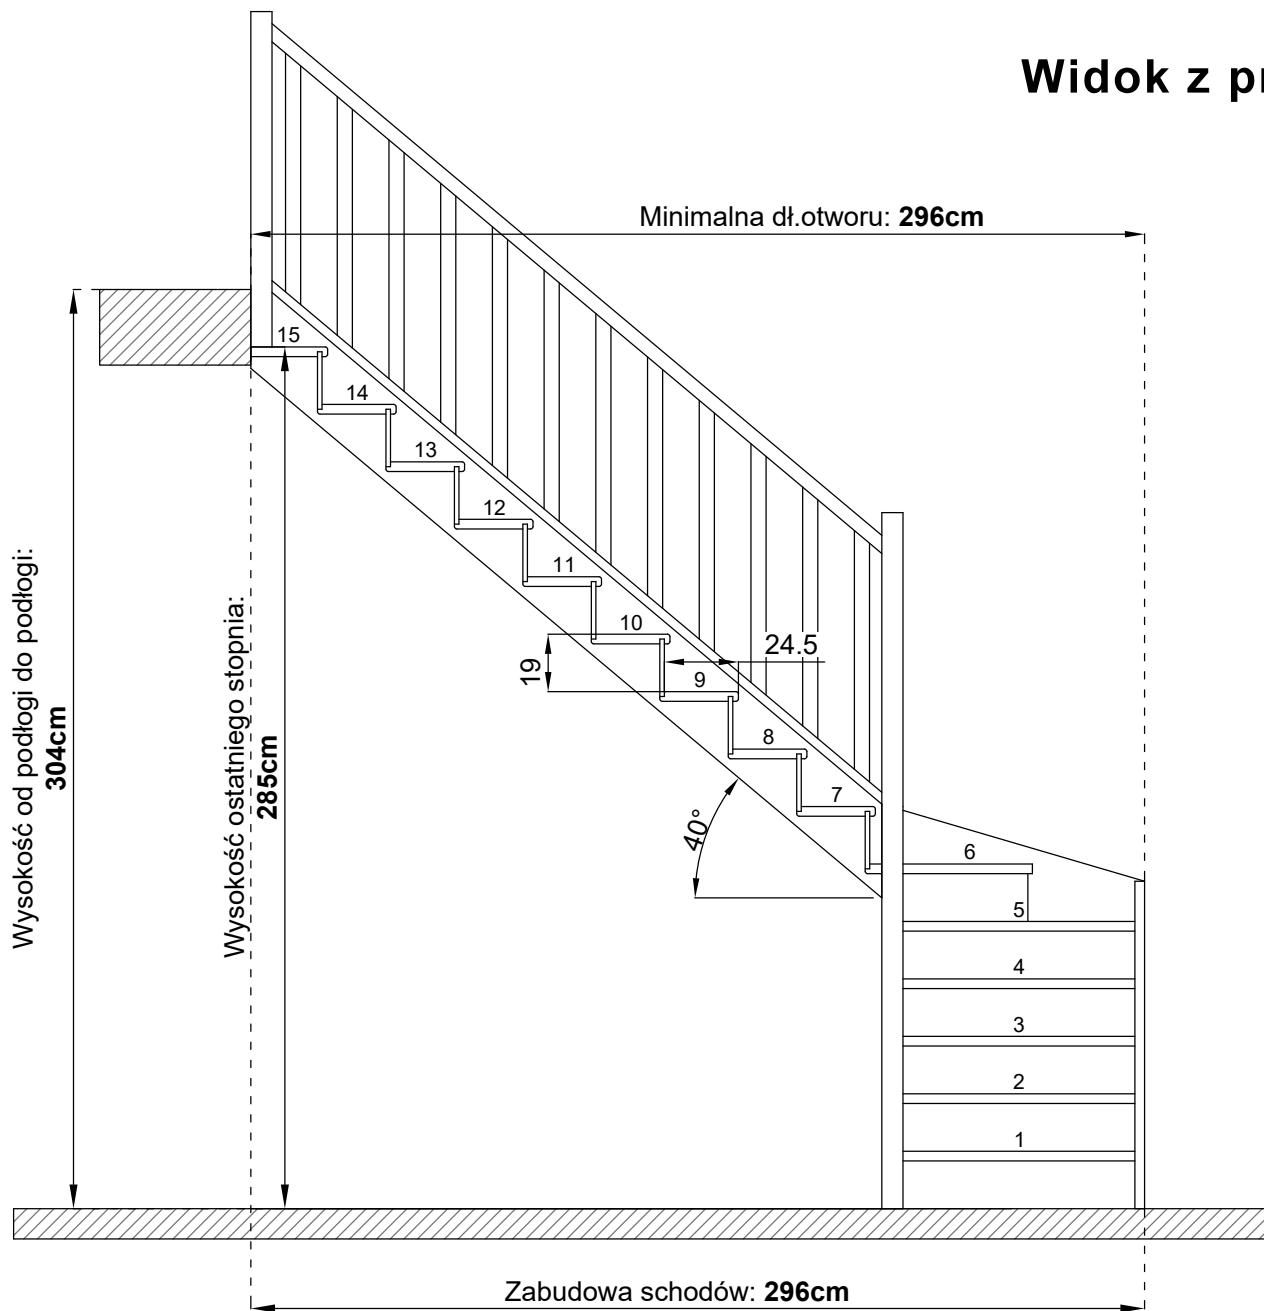 Widok z pr
Minimalna dł.otworu: 296cm
15
14
13
12
11
10
24.5
19
9
8
7
40°
6
5
4
3
2
1
Wysokość od podłogi do podłogi:
304cm
Wysokość ostatniego stopnia:
285cm
Zabudowa schodów: 296cm